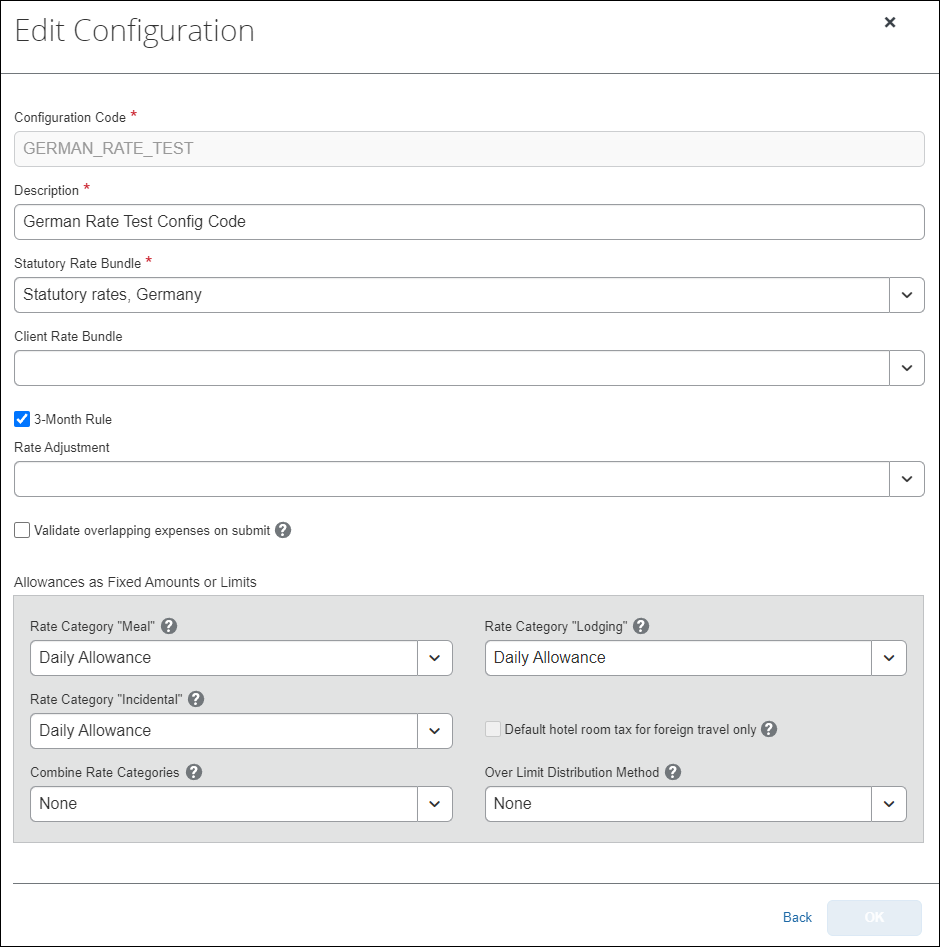 Edit Configuration
Configuration Code *
GERMAN_RATE_TEST
Description *
German Rate Test Config Code
Statutory Rate Bundle *
Statutory rates, Germany
Client Rate Bundle
3-Month Rule
Rate Adjustment
Validate overlapping expenses on submit ?
Allowances as Fixed Amounts or Limits
Rate Category "Meal" ?
Daily Allowance
Rate Category "Lodging" ?
Daily Allowance
Rate Category "Incidental" ?
Daily Allowance
Default hotel room tax for foreign travel only ?
Combine Rate Categories ?
None
Over Limit Distribution Method ?
None
Back
OK